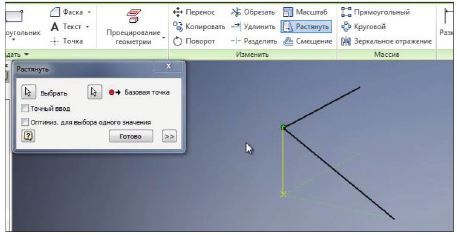 Фаска
Перенос
Обрезать
Масштаб
Прямоугольный
оугольник
Текст
Проецирование
геометрии
Копировать
Удлинить
Растянуть
Круговой
Разм
Точка
Поворот
Разделить
Смещение
Зеркальное отражение
дать
Изменить
Массив
Растянуть
X
Выбрать
Базовая точка
Точный ввод
Оптимиз. для выбора одного значения
?
Готово
>>